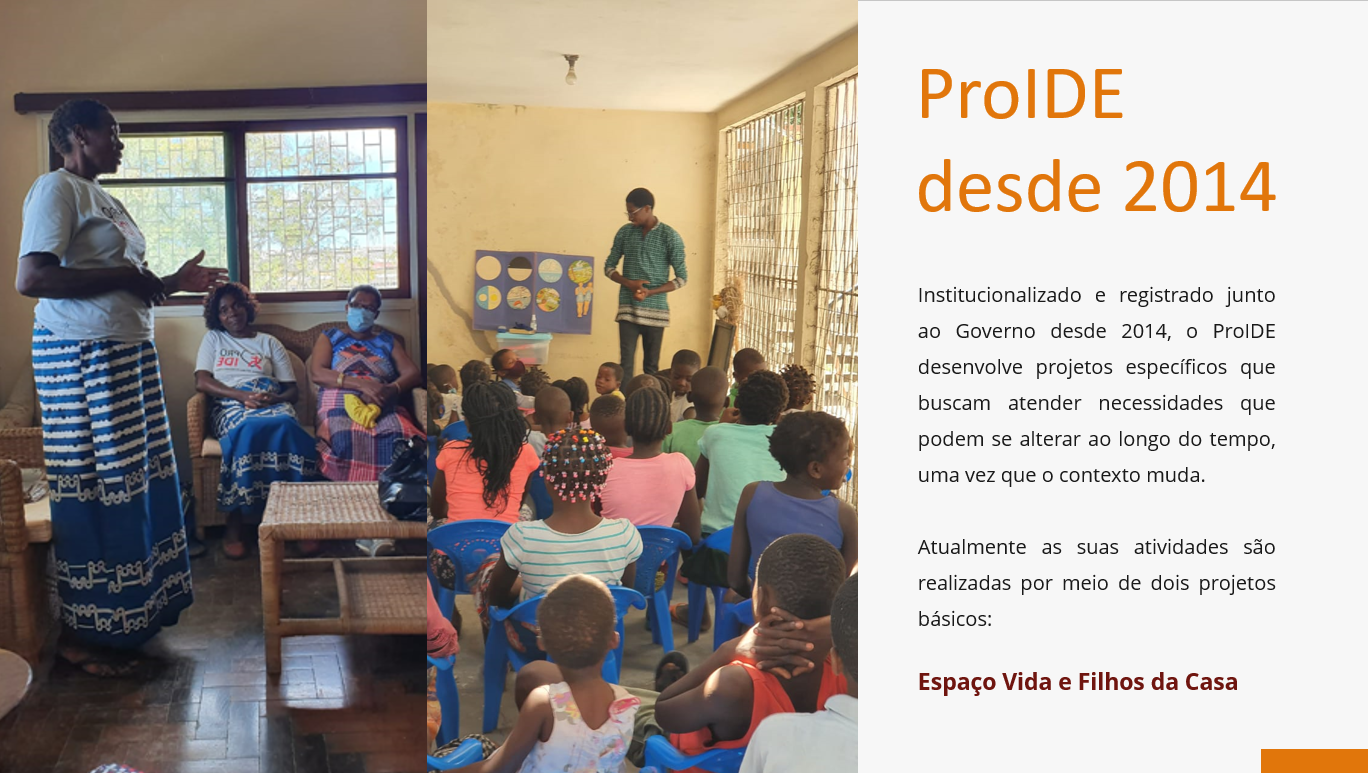 ProIDE
desde 2014
Institucionalizado e registrado junto
ao Governo desde 2014, o ProIDE
desenvolve projetos específicos que
buscam atender necessidades que
podem se alterar ao longo do tempo,
uma vez que o contexto muda.
Atualmente as suas atividades são
realizadas por meio de dois projetos
básicos:
Espaço Vida e Filhos da Casa